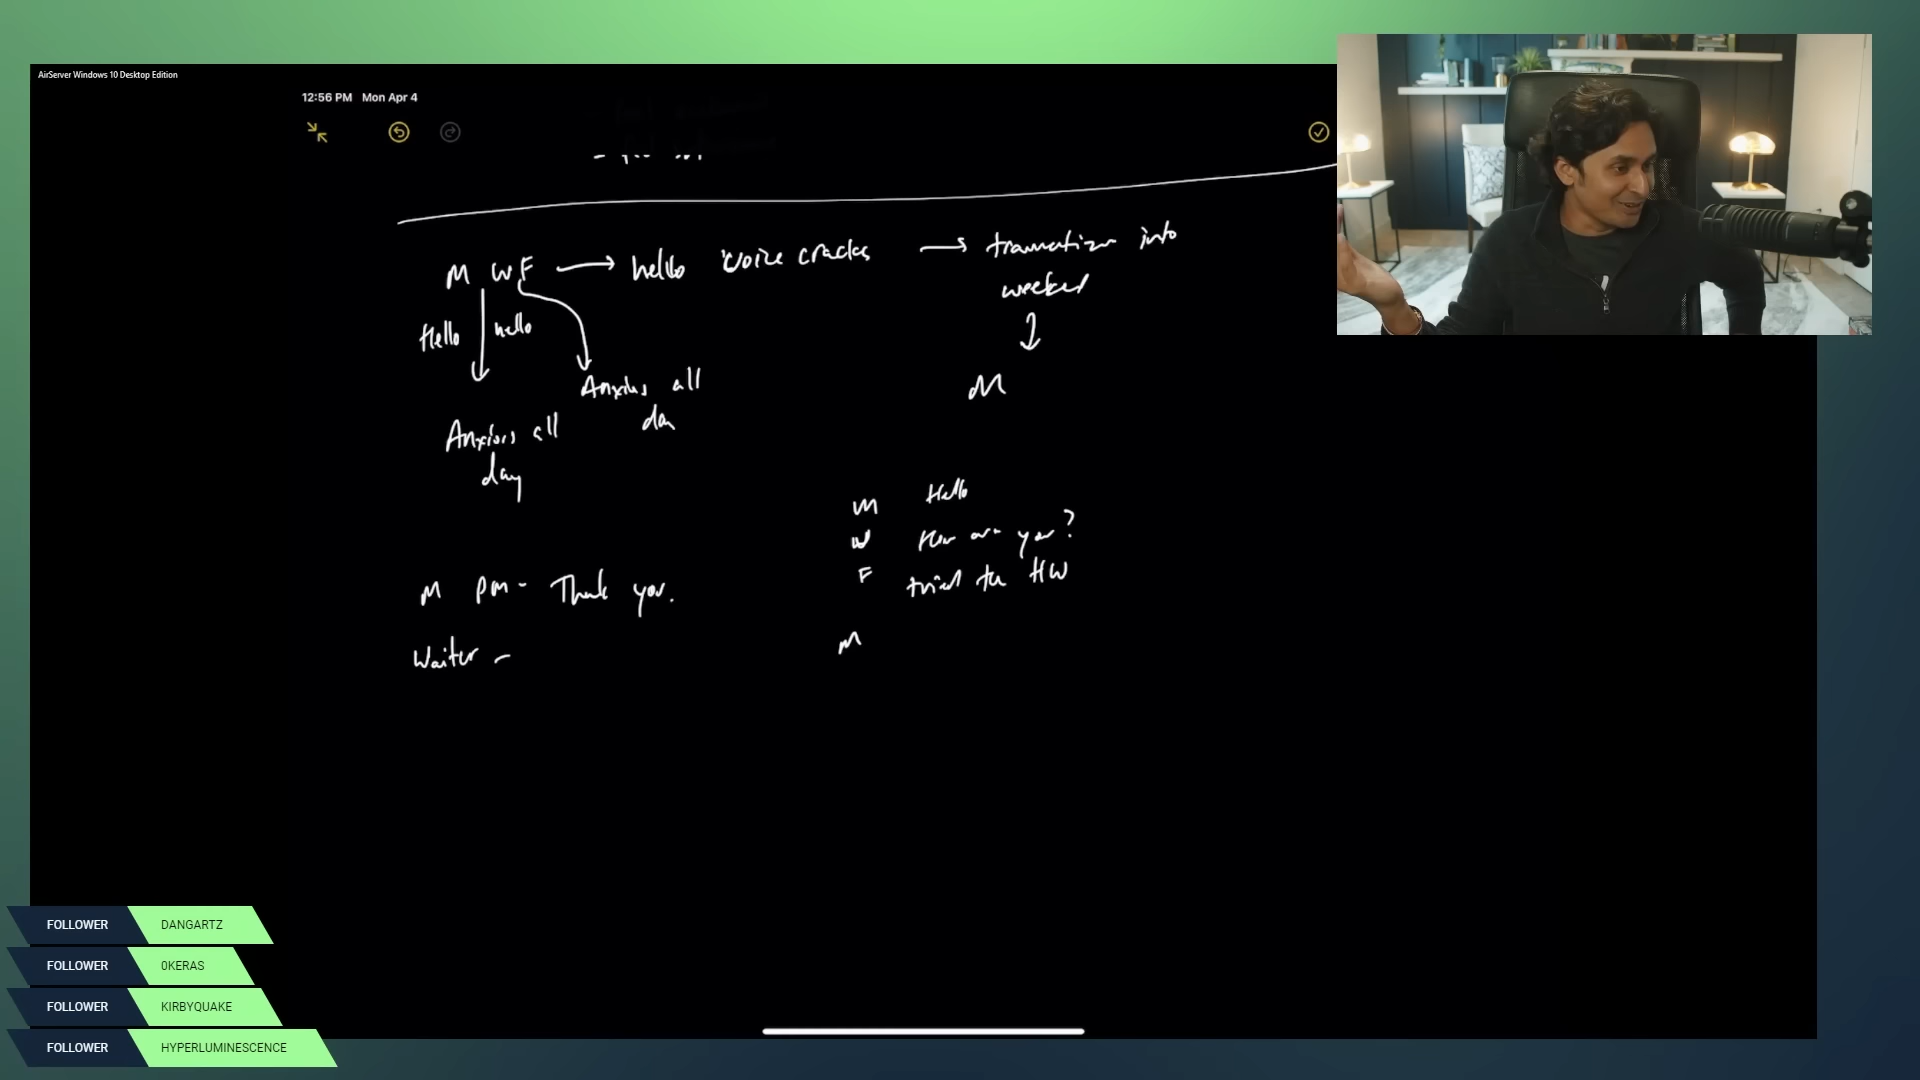 AirServer Windows 10 Desktop Edition
12:56 PM Mon Apr 4
M W F → hello voice cracks → traumatize into
weekend
Hello hello
M
Anxious all
day
Anxious all
day
M Hello
W How are you?
F tried the HW
M PM - Thank you.
M
Waiter -
FOLLOWER DANGARTZ
FOLLOWER 0KERAS
FOLLOWER KIRBYQUAKE
FOLLOWER HYPERLUMINESCENCE